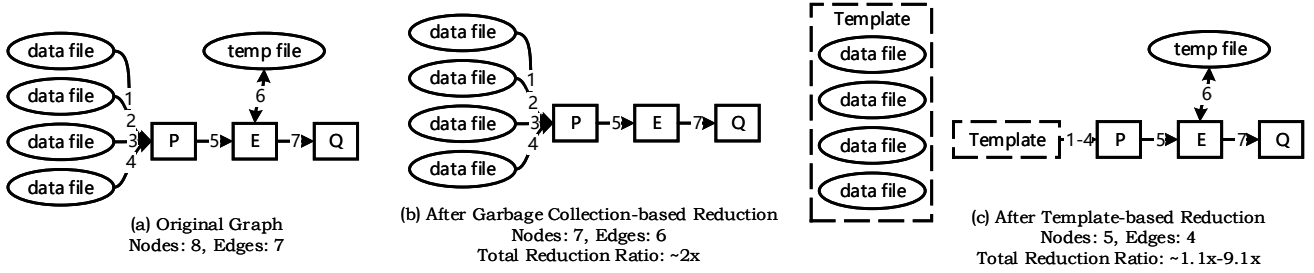 data file
data file
data file
data file
temp file
1
2
3
4
P
5
E
6
7
Q
(a) Original Graph
Nodes: 8, Edges: 7
data file
data file
data file
data file
1
2
3
4
P
5
E
7
Q
(b) After Garbage Collection-based Reduction
Nodes: 7, Edges: 6
Total Reduction Ratio: ~2x
Template
data file
data file
data file
data file
temp file
6
Template
1-4
P
5
E
7
Q
(c) After Template-based Reduction
Nodes: 5, Edges: 4
Total Reduction Ratio: ~1.1x-9.1x